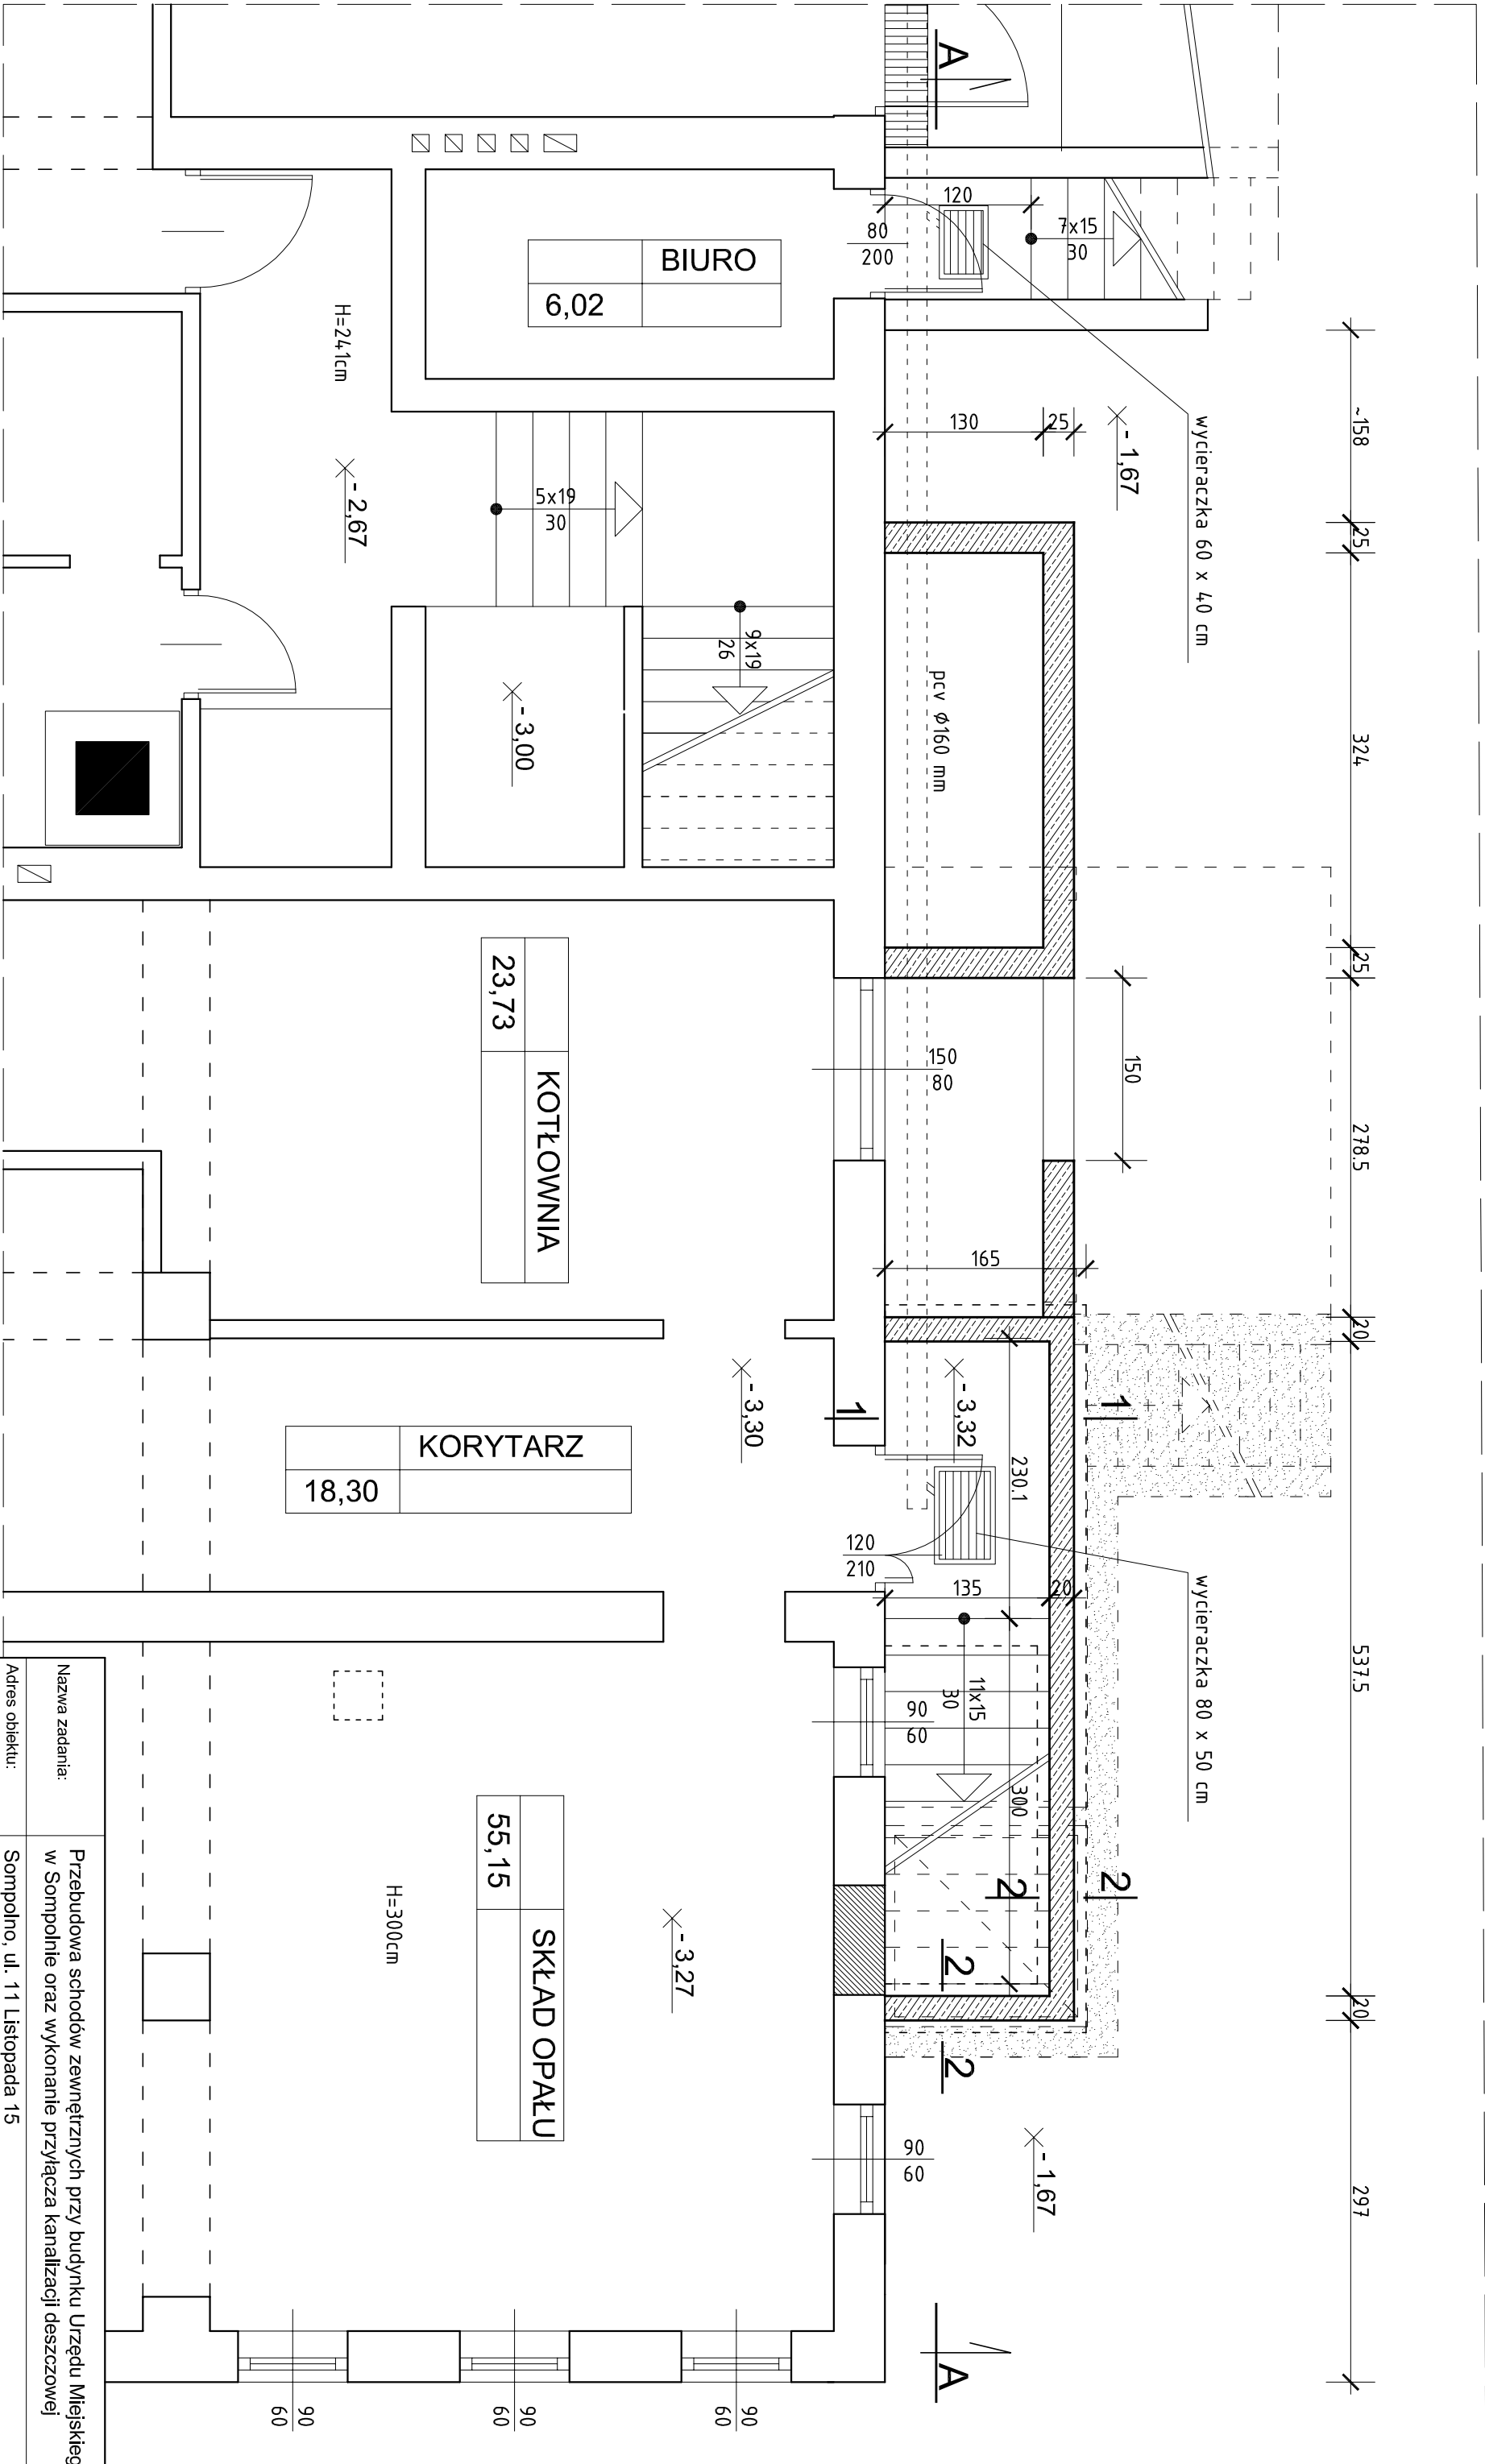 A
120
80
200
7x15
30
BIURO
6,02
H=241cm
~158
130
25
- 1,67
wycieraczka 60 x 40 cm
25
- 2,67
5x19
30
9x19
26
- 3,00
pcv Ø160 mm
324
25
23,73
KOTŁOWNIA
150
80
150
278.5
165
20
- 3,30
- 3,32
1
1
KORYTARZ
18,30
230.1
120
210
135
20
wycieraczka 80 x 50 cm
537.5
11x15
30
90
60
300
55,15
SKŁAD OPAŁU
H=300cm
- 3,27
2
2
2
2
20
- 1,67
90
60
297
A
90
60
90
60
90
60
Nazwa zadania:
Przebudowa schodów zewnętrznych przy budynku Urzędu Miejskieg
w Sompolnie oraz wykonanie przyłącza kanalizacji deszczowej
Adres obiektu:
Sompolno, ul. 11 Listopada 15